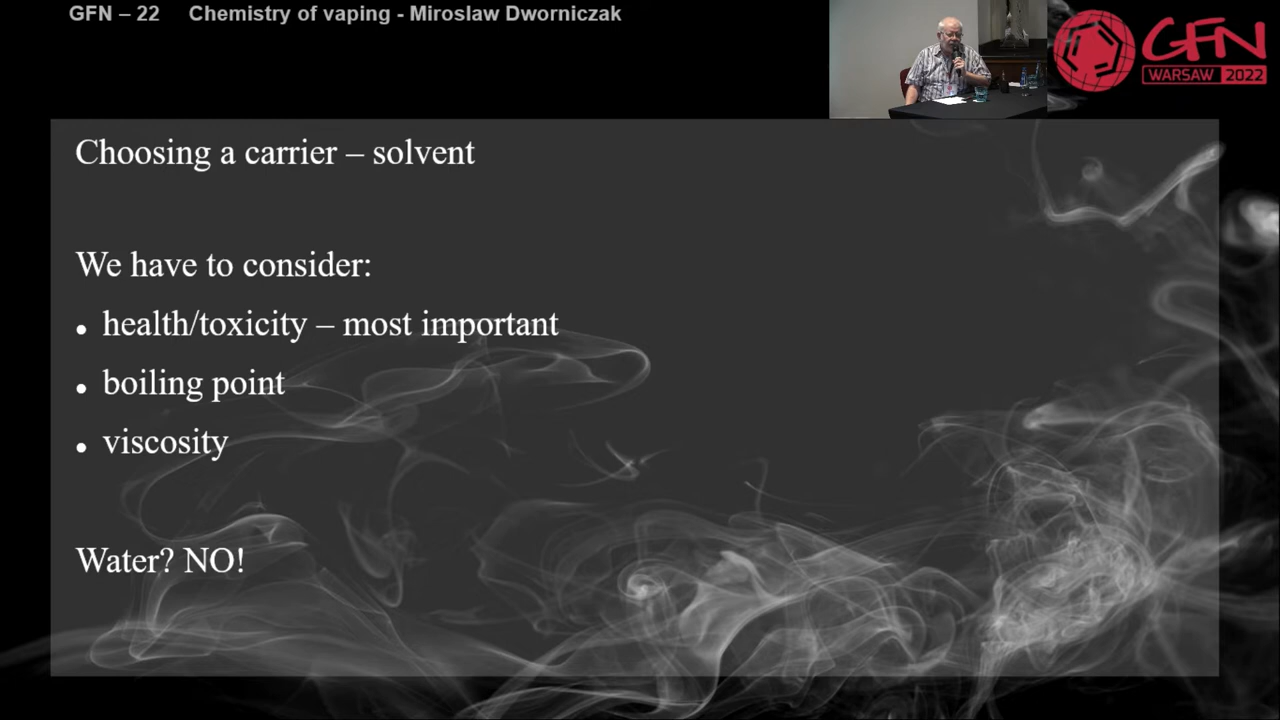 GFN – 22 Chemistry of vaping - Miroslaw Dworniczak
GFN
WARSAW 2022
Choosing a carrier – solvent
We have to consider:
• health/toxicity – most important
• boiling point
• viscosity
Water? NO!